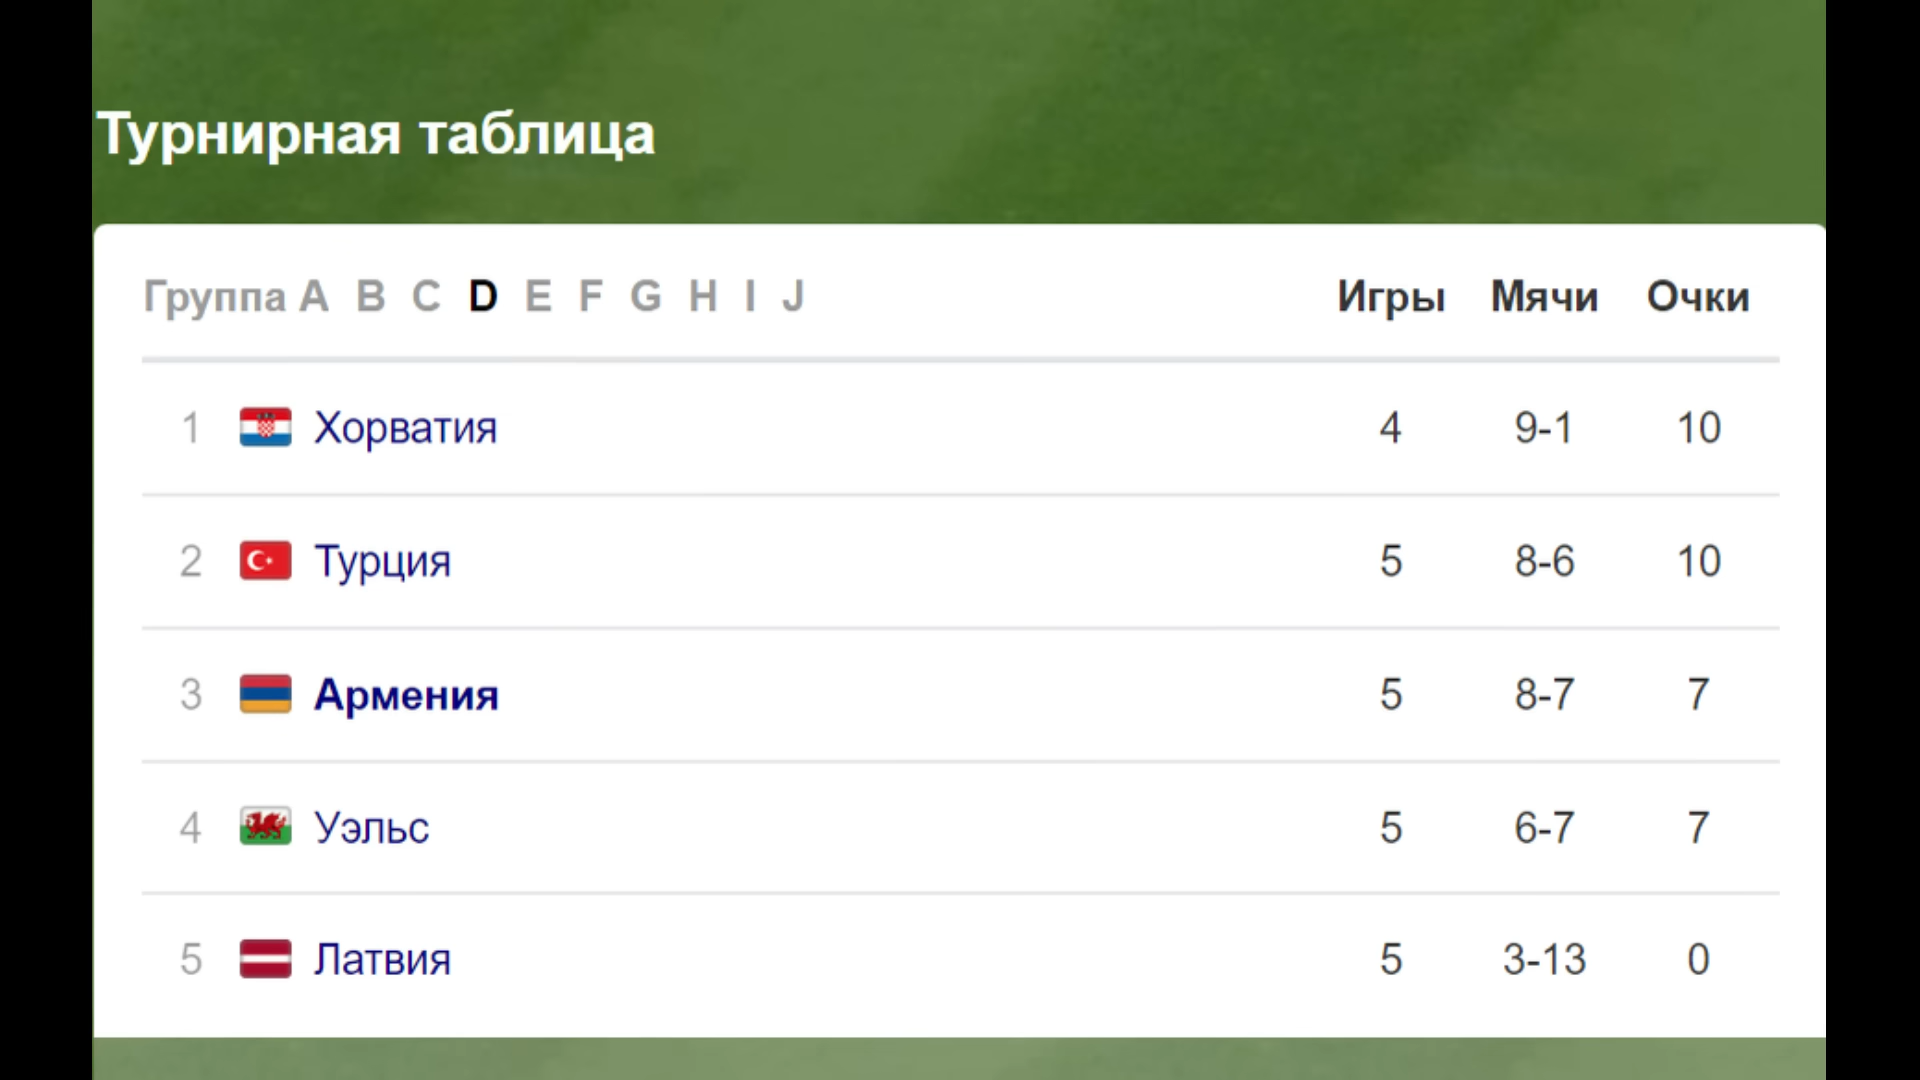 Турнирная таблица
Группа A B C D E F G H I J Игры Мячи Очки
1 Хорватия 4 9-1 10
2 Турция 5 8-6 10
3 Армения 5 8-7 7
4 Уэльс 5 6-7 7
5 Латвия 5 3-13 0